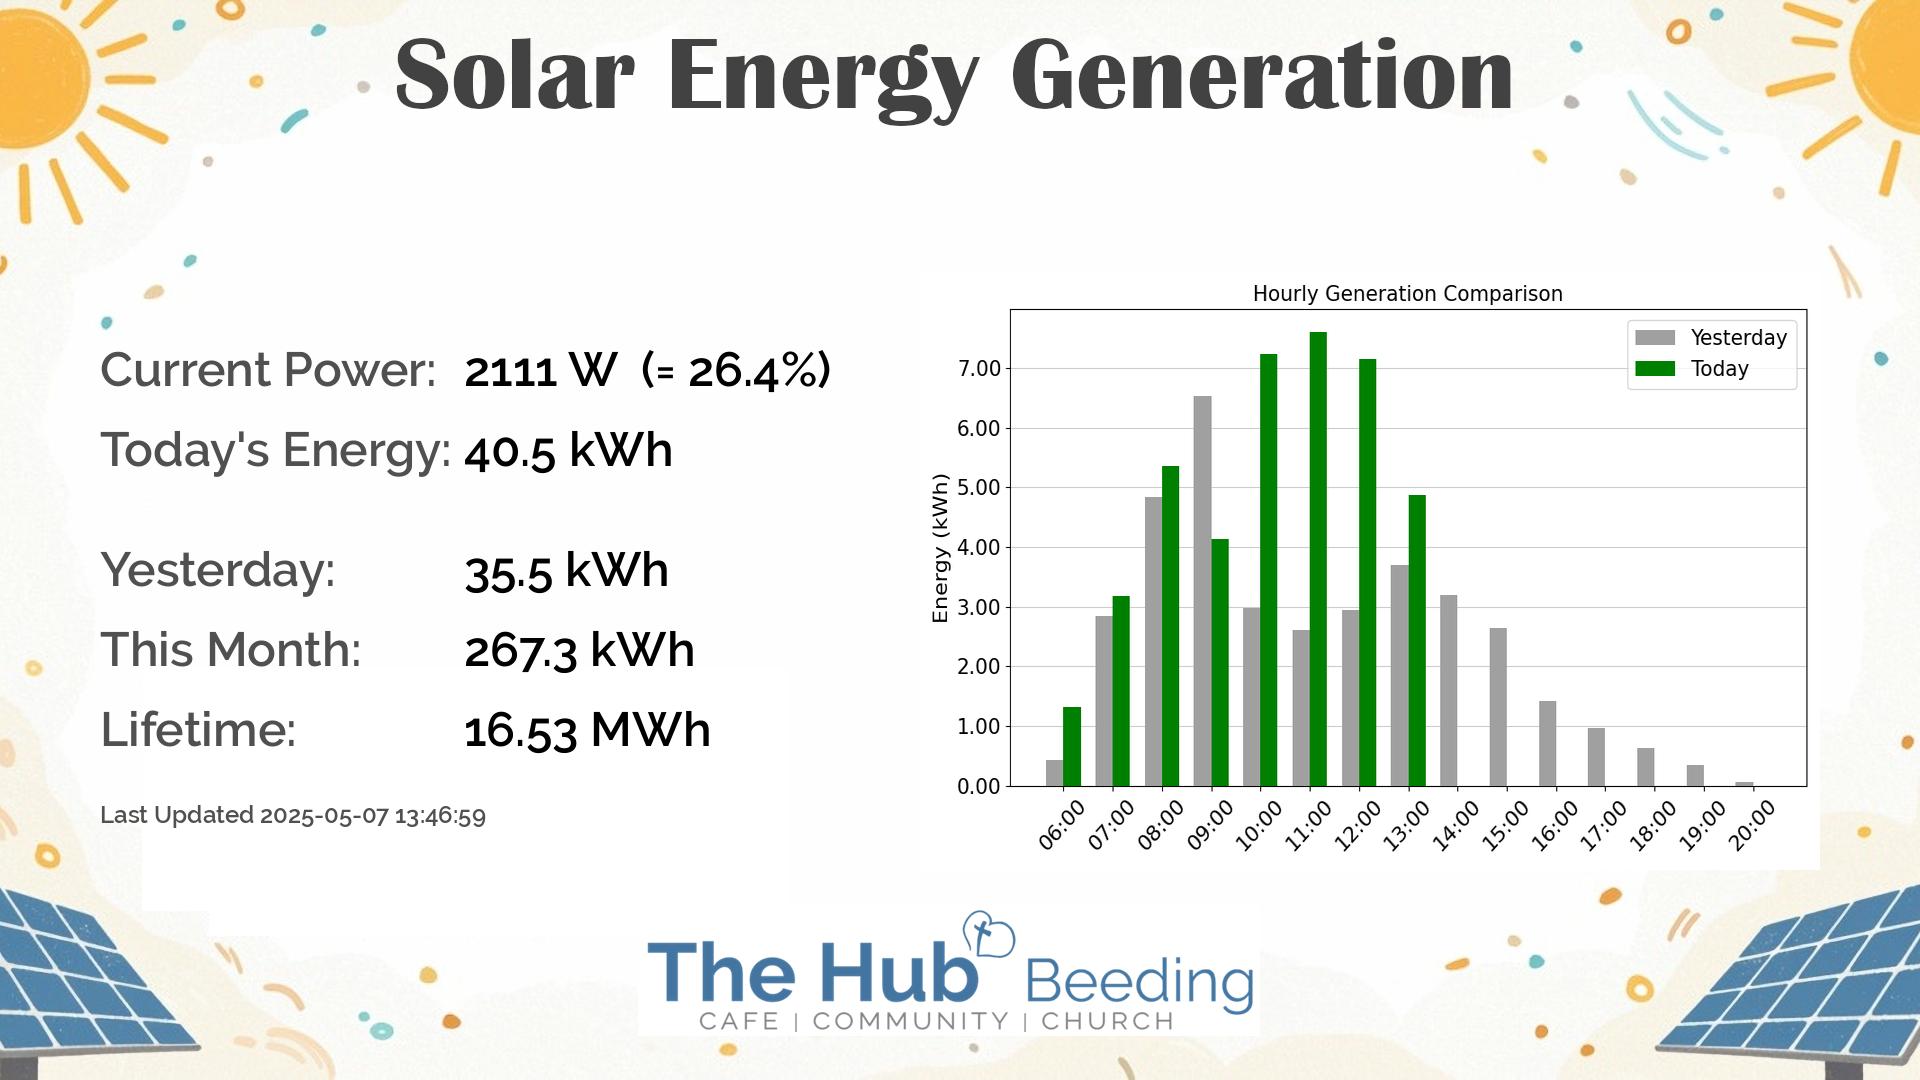 Solar Energy Generation
Current Power: 2111 W (= 26.4%)
Today's Energy: 40.5 kWh
Yesterday: 35.5 kWh
This Month: 267.3 kWh
Lifetime: 16.53 MWh
Last Updated 2025-05-07 13:46:59
Hourly Generation Comparison
Yesterday
Today
Energy (kWh)
7.00
6.00
5.00
4.00
3.00
2.00
1.00
0.00
06:00 07:00 08:00 09:00 10:00 11:00 12:00 13:00 14:00 15:00 16:00 17:00 18:00 19:00 20:00
The Hub Beeding
CAFE | COMMUNITY | CHURCH